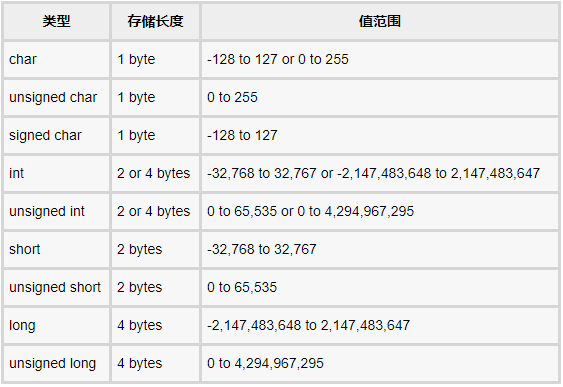 类型 存储长度 值范围
char 1 byte -128 to 127 or 0 to 255
unsigned char 1 byte 0 to 255
signed char 1 byte -128 to 127
int 2 or 4 bytes -32,768 to 32,767 or -2,147,483,648 to 2,147,483,647
unsigned int 2 or 4 bytes 0 to 65,535 or 0 to 4,294,967,295
short 2 bytes -32,768 to 32,767
unsigned short 2 bytes 0 to 65,535
long 4 bytes -2,147,483,648 to 2,147,483,647
unsigned long 4 bytes 0 to 4,294,967,295